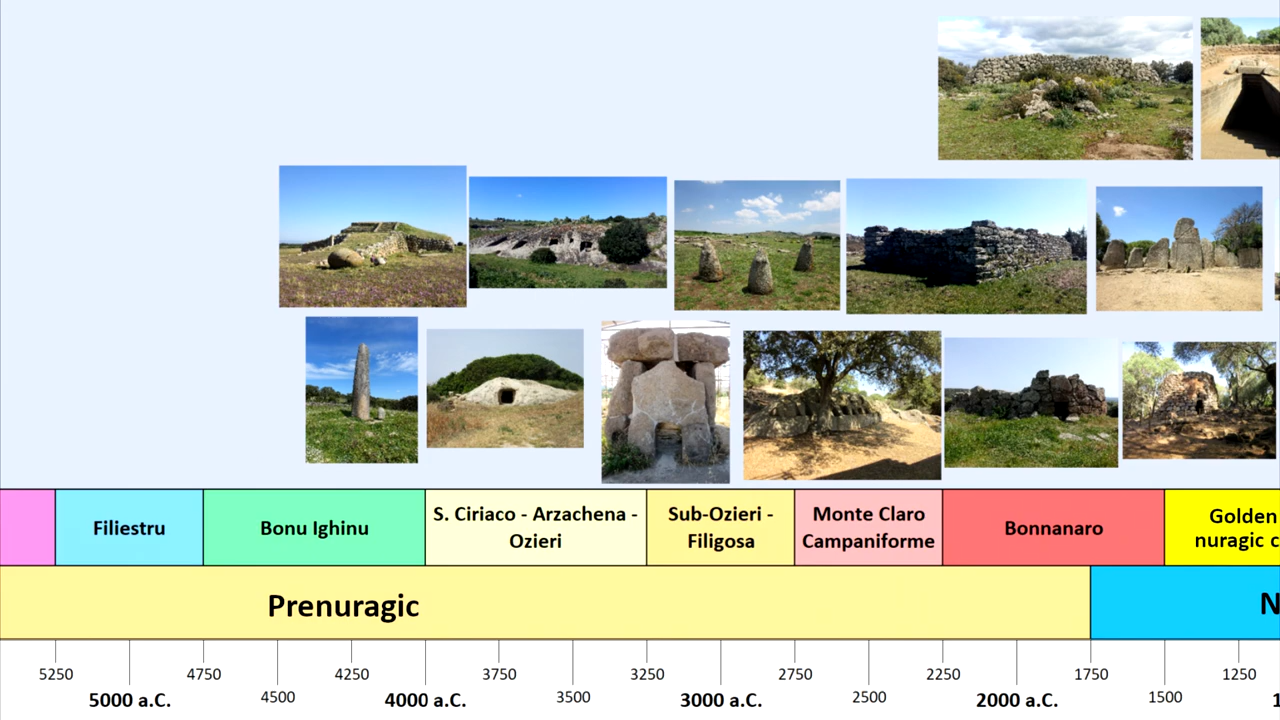 Filiestru
Bonu Ighinu
S. Ciriaco - Arzachena -
Ozieri
Sub-Ozieri -
Filigosa
Monte Claro
Campaniforme
Bonnanaro
Golden
nuragic c
Prenuragic
N
5250
5000 a.C.
4750
4500
4250
4000 a.C.
3750
3500
3250
3000 a.C.
2750
2500
2250
2000 a.C.
1750
1500
1250
1